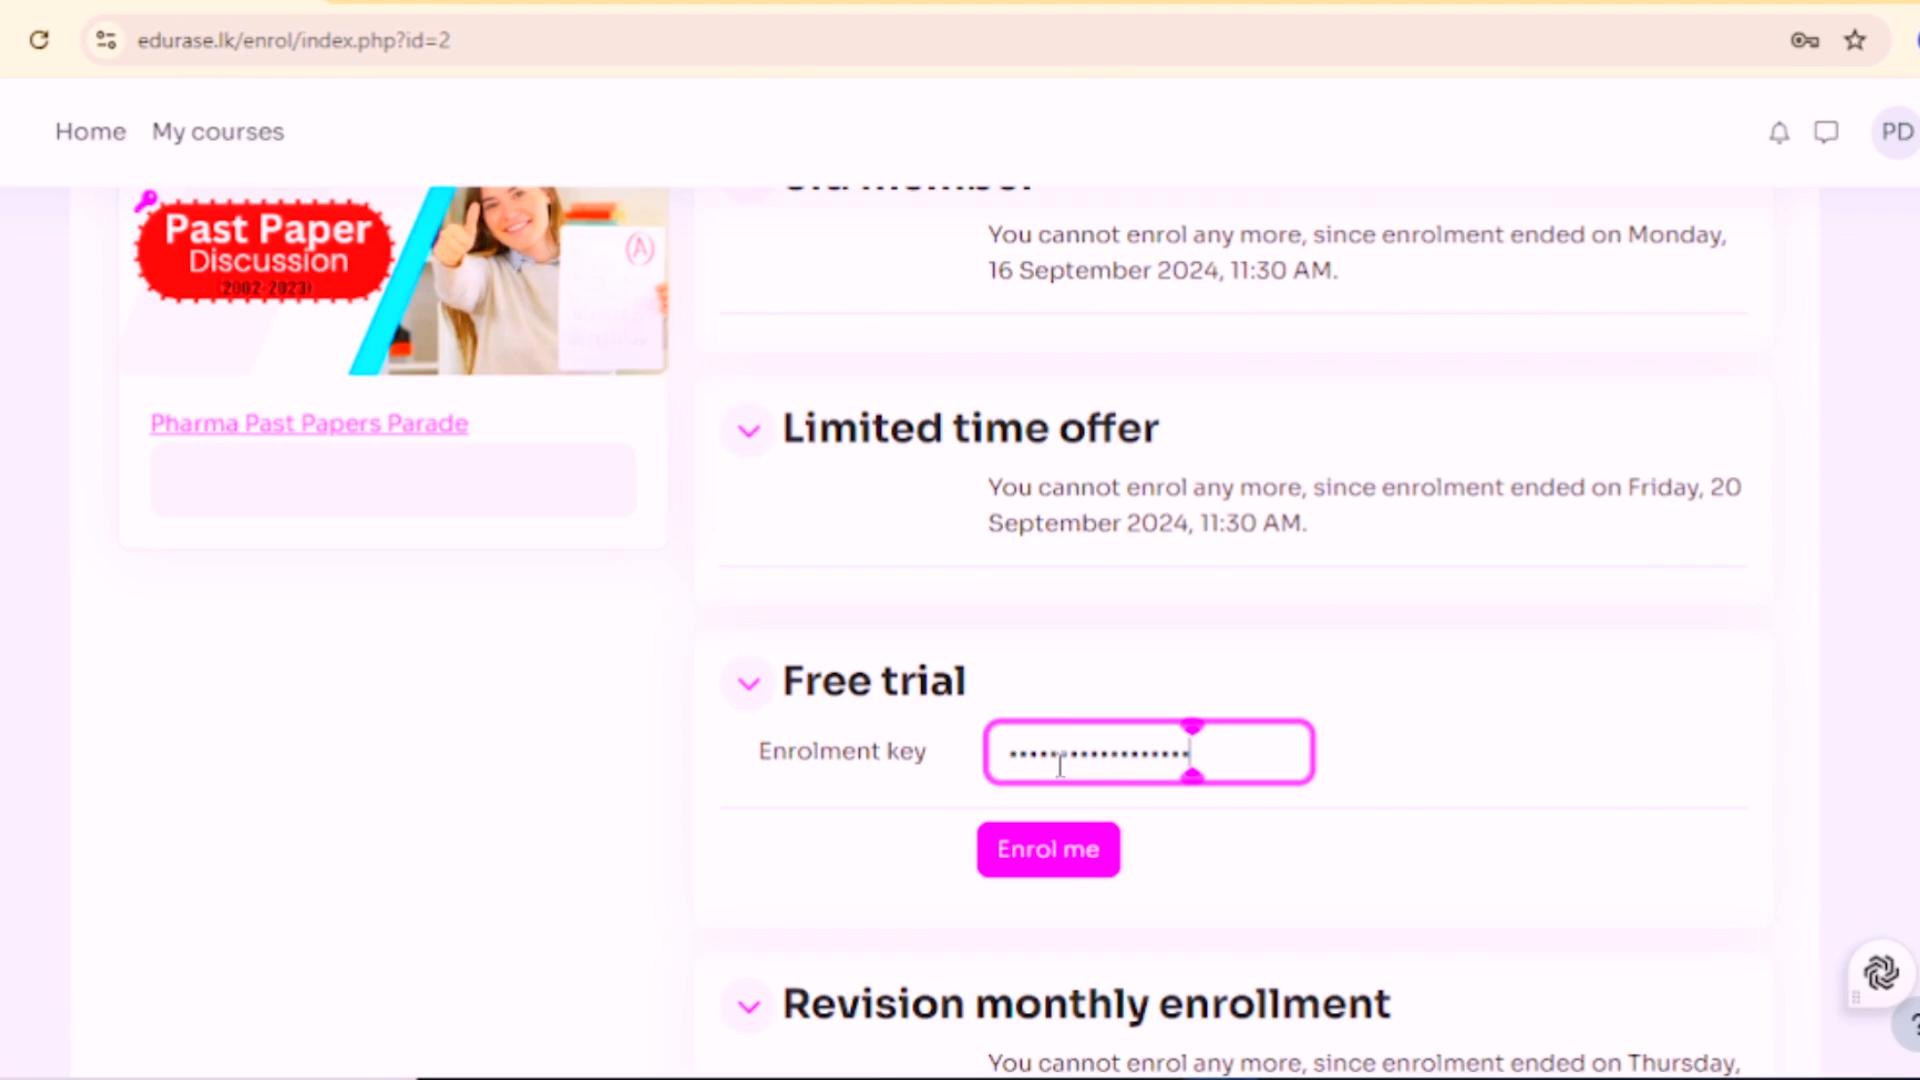 edurase.lk/enrol/index.php?id=2
Home My courses
PD
Past Paper
Discussion
(2002-2023)
A
Pharma Past Papers Parade
You cannot enrol any more, since enrolment ended on Monday,
16 September 2024, 11:30 AM.
Limited time offer
You cannot enrol any more, since enrolment ended on Friday, 20
September 2024, 11:30 AM.
Free trial
Enrolment key
Enrol me
Revision monthly enrollment
You cannot enrol any more, since enrolment ended on Thursday,
?